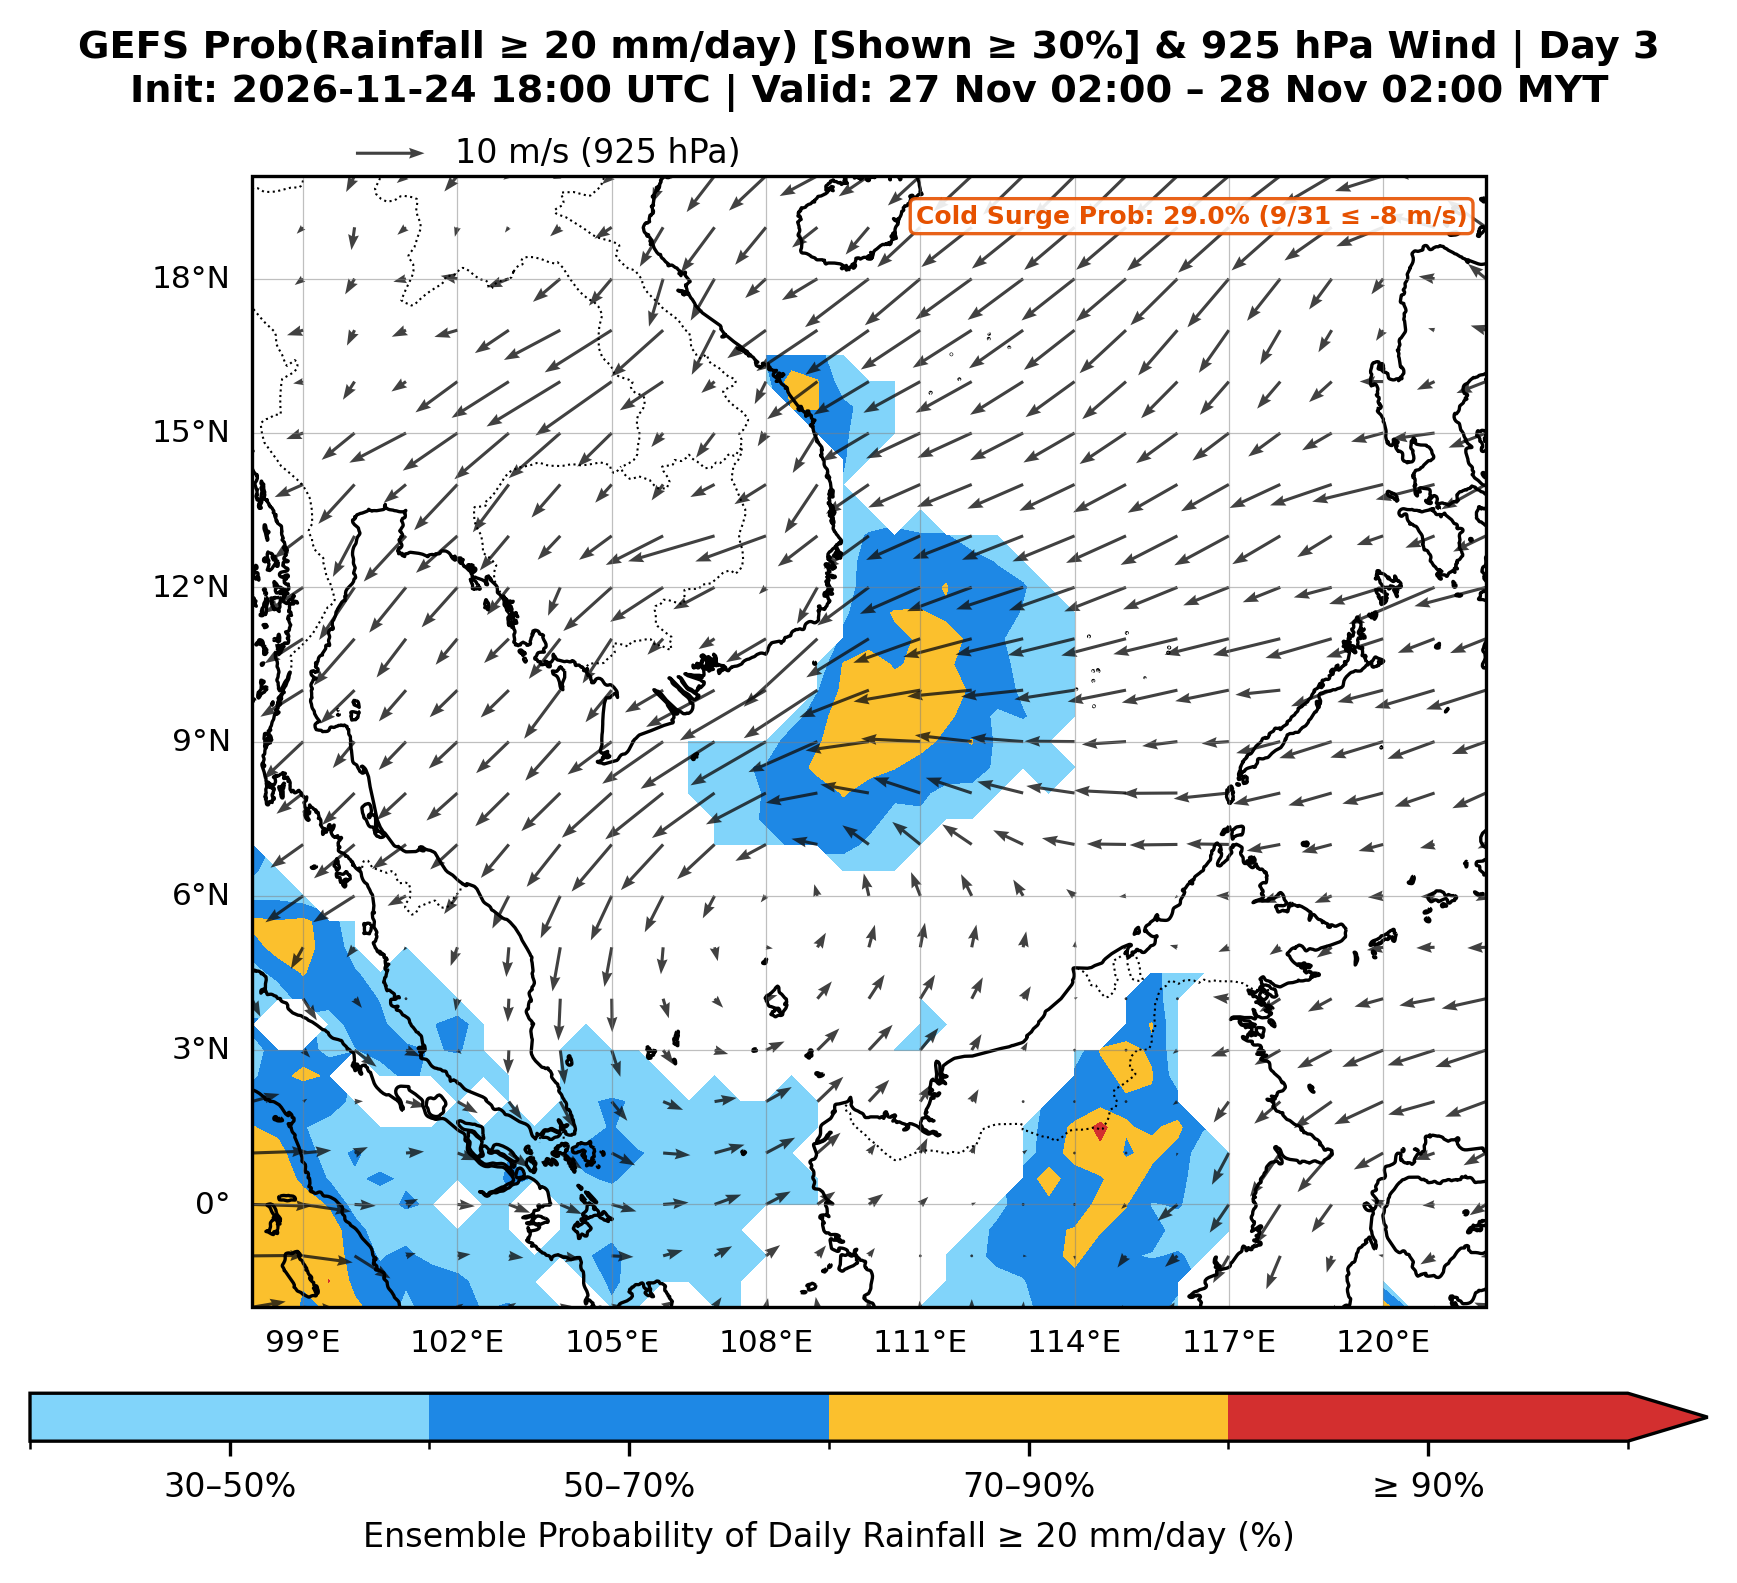 GEFS Prob(Rainfall ≥ 20 mm/day) [Shown ≥ 30%] & 925 hPa Wind | Day 3
Init: 2026-11-24 18:00 UTC | Valid: 27 Nov 02:00 – 28 Nov 02:00 MYT
10 m/s (925 hPa)
Cold Surge Prob: 29.0% (9/31 ≤ -8 m/s)
18°N
15°N
12°N
9°N
6°N
3°N
0°
99°E 102°E 105°E 108°E 111°E 114°E 117°E 120°E
30–50% 50–70% 70–90% ≥ 90%
Ensemble Probability of Daily Rainfall ≥ 20 mm/day (%)